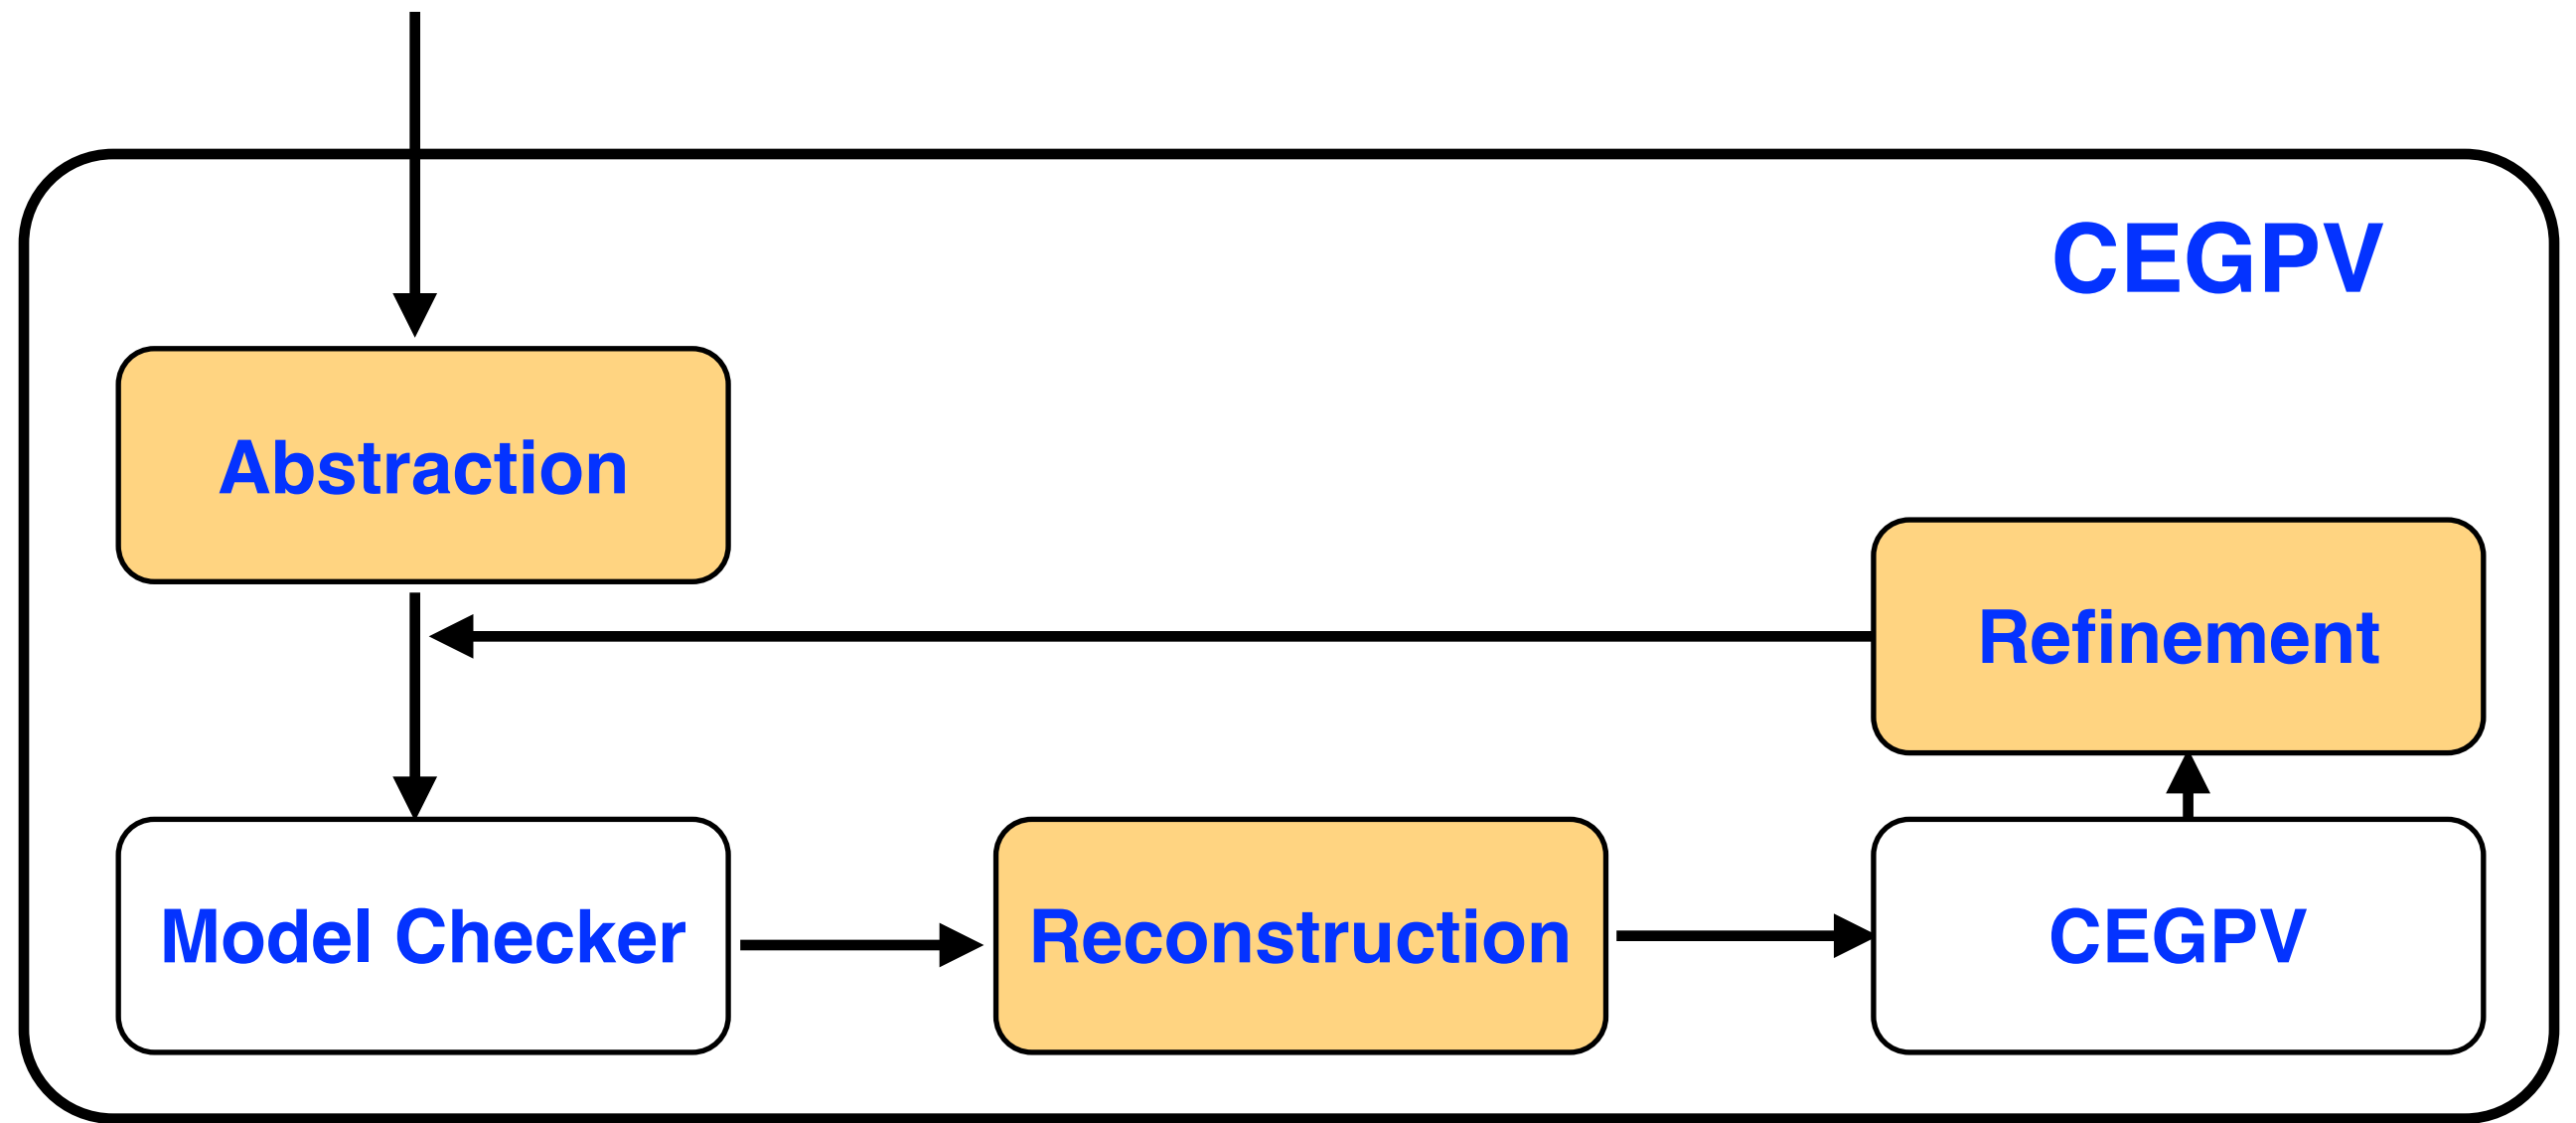 CEGPV
Abstraction
Refinement
Model Checker
Reconstruction
CEGPV